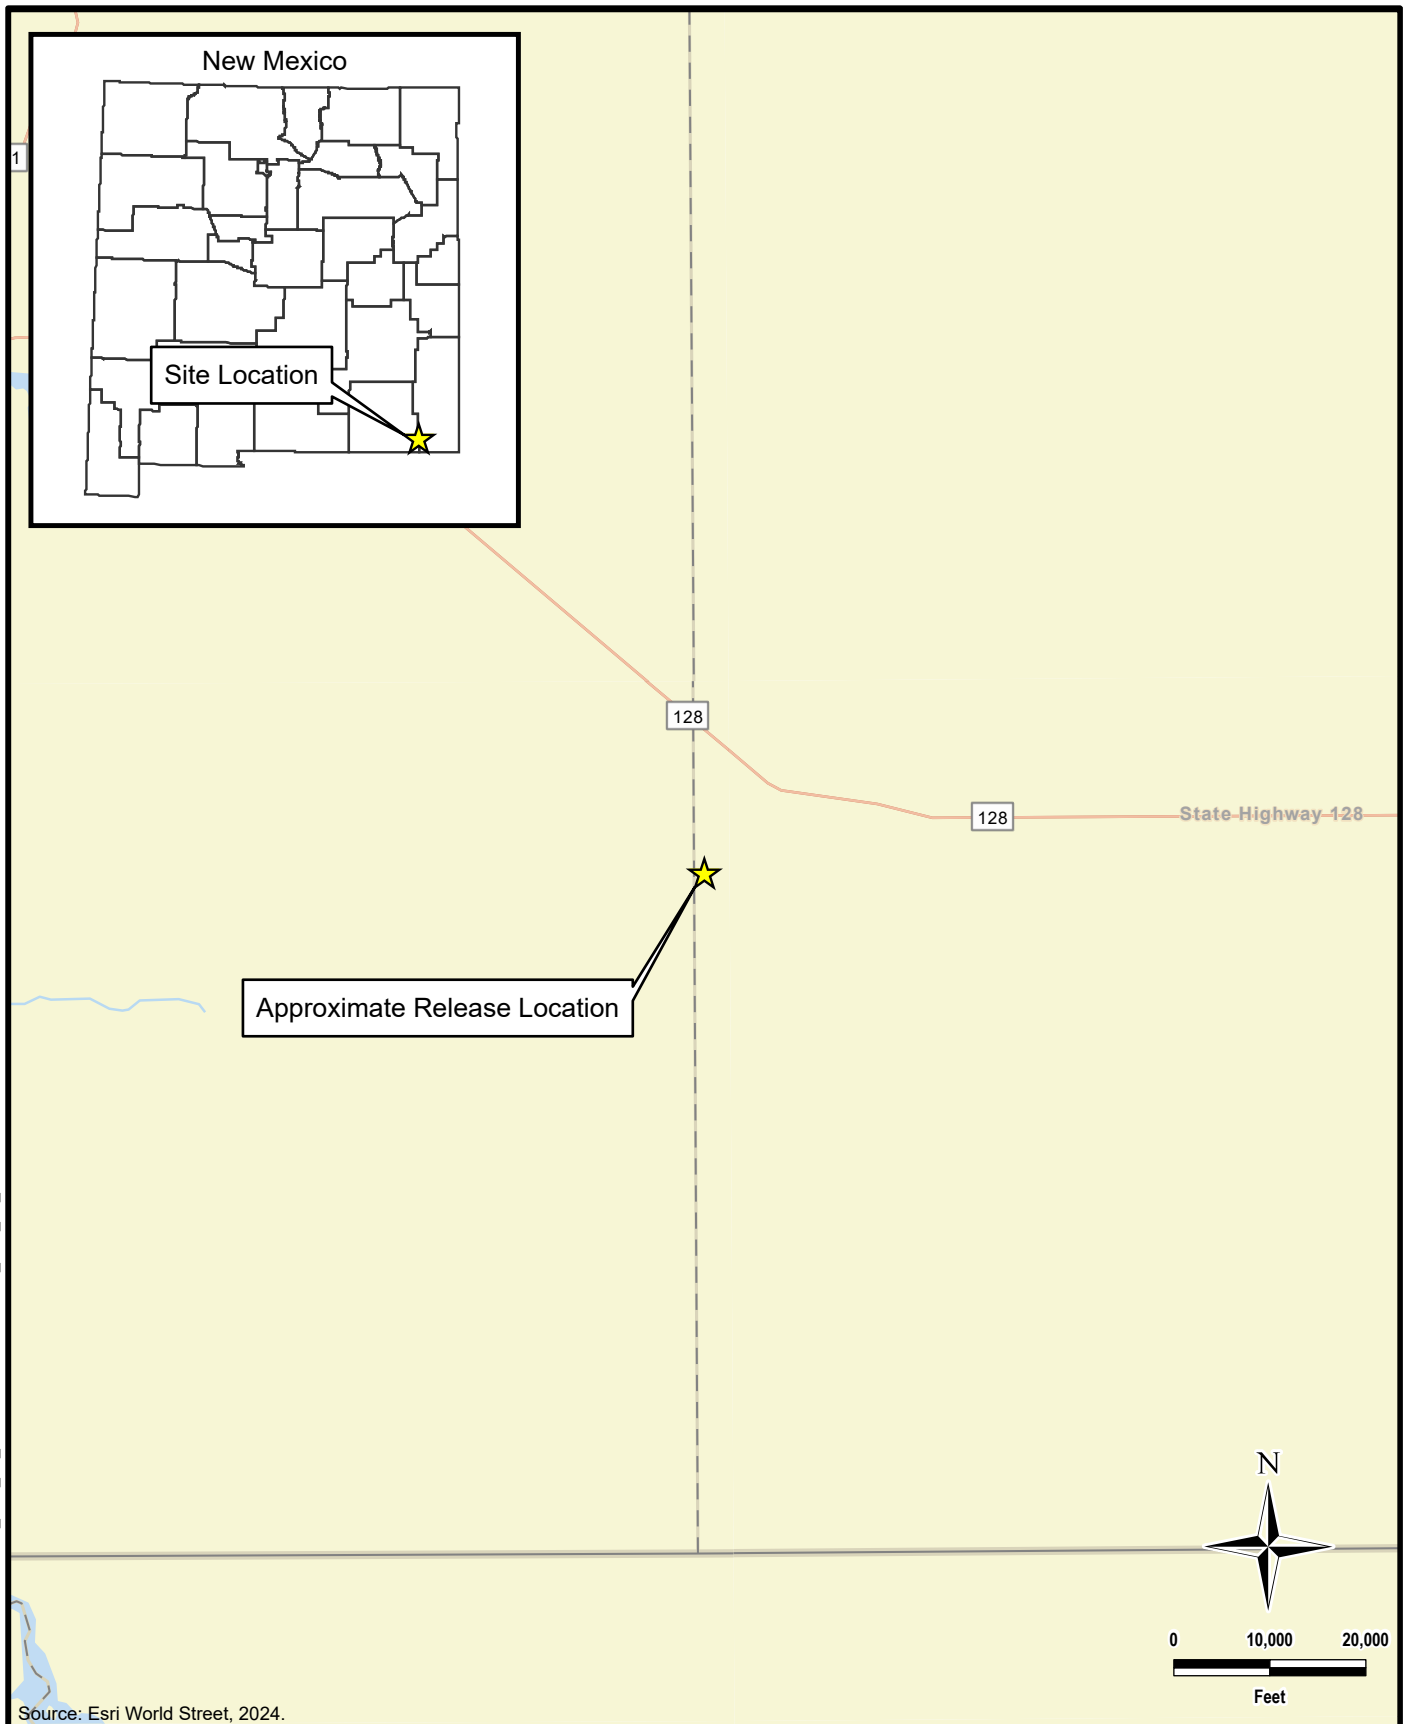 New Mexico
1
Site Location
128
128
State Highway 128
Approximate Release Location
N
0 10,000 20,000
Feet
Source: Esri World Street, 2024.